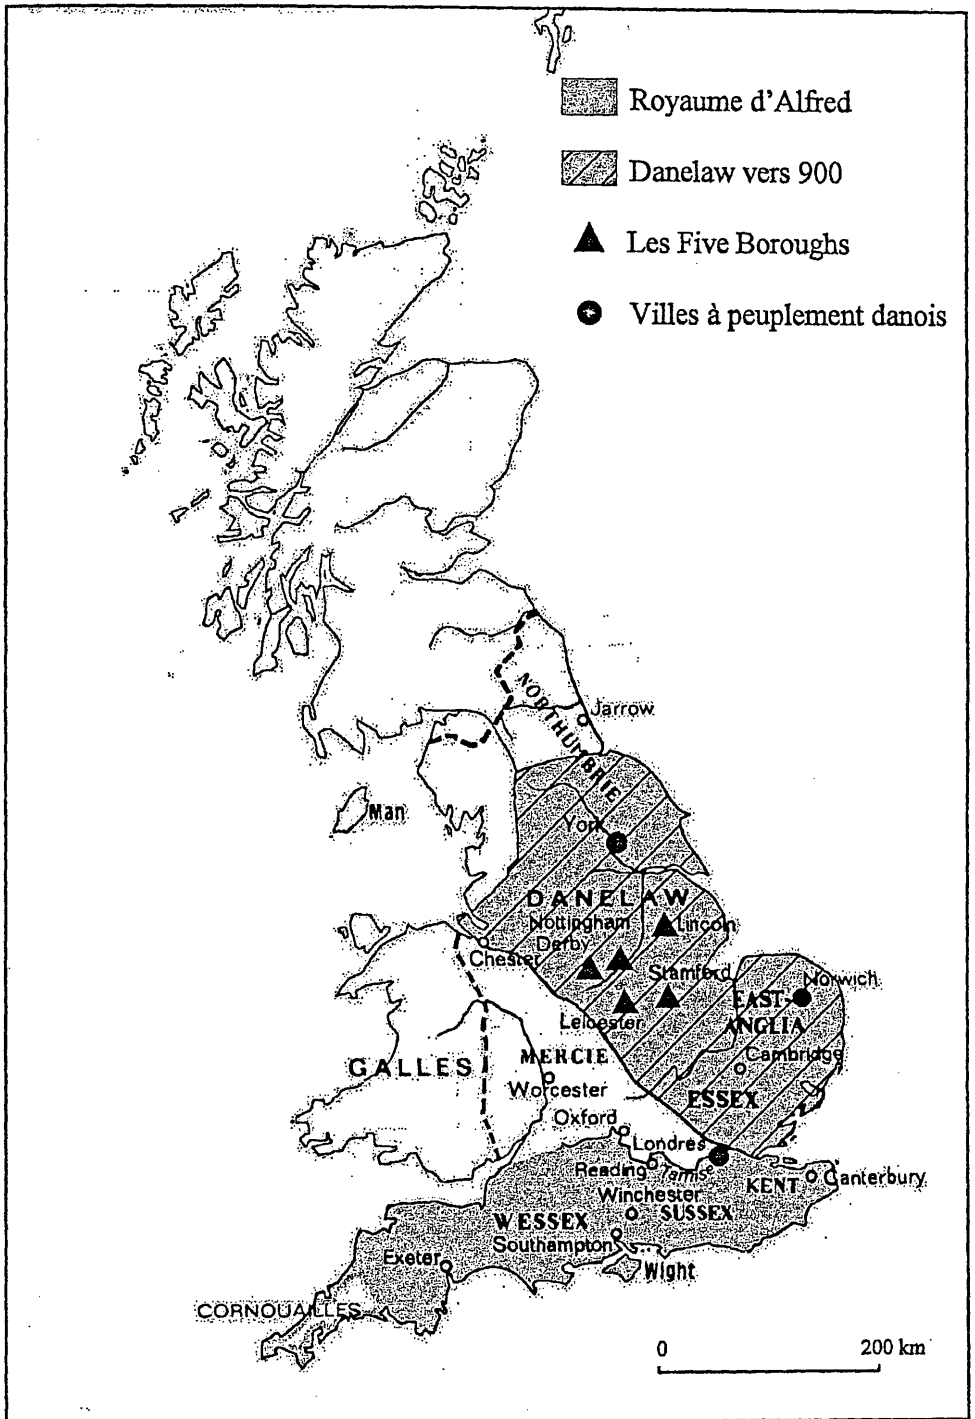 Royaume d'Alfred
Danelaw vers 900
Les Five Boroughs
Villes à peuplement danois
NORTHUMBRIE
Jarrow
Man
York
DANELAW
Nottingham
Lincoln
Derby
Chester
Stamford
Norwich
Leicester
EAST-
ANGLIA
MERCIE
Cambridge
GALLES
Worcester
ESSEX
Oxford
Londres
Reading
Tamise
KENT
Canterbury
Winchester
WESSEX
SUSSEX
Southampton
Exeter
Wight
CORNOUAILLES
0
200 km